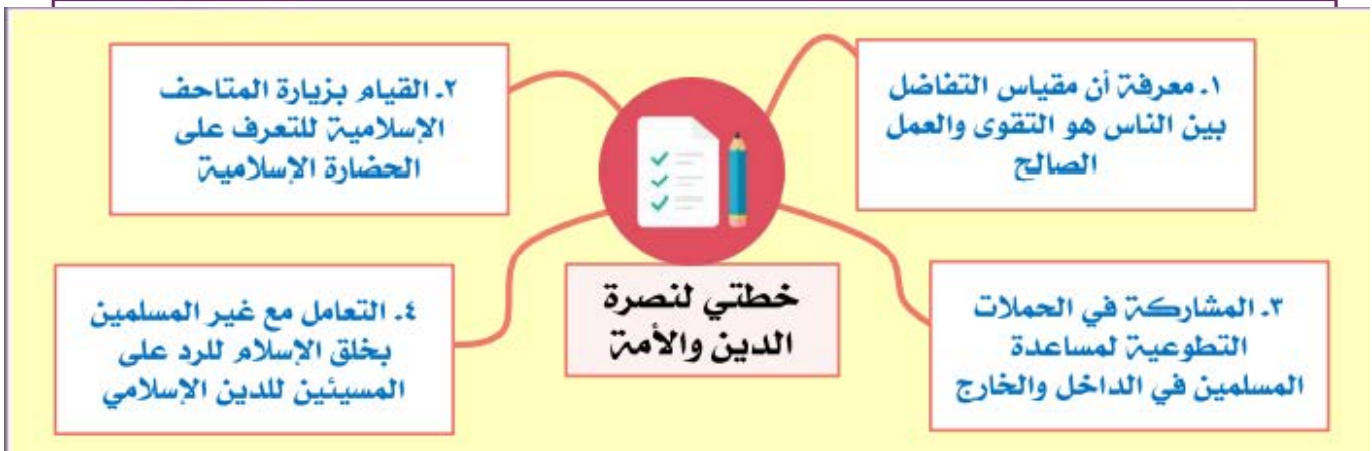 ١. معرفة أن مقياس التفاضل
بين الناس هو التقوى والعمل
الصالح
٢. القيام بزيارة المتاحف
الإسلامية للتعرف على
الحضارة الإسلامية
خطتي لنصرة
الدين والأمة
٣. المشاركة في الحملات
التطوعية لمساعدة
المسلمين في الداخل والخارج
٤. التعامل مع غير المسلمين
بخلق الإسلام للرد على
المسيئين للدين الإسلامي